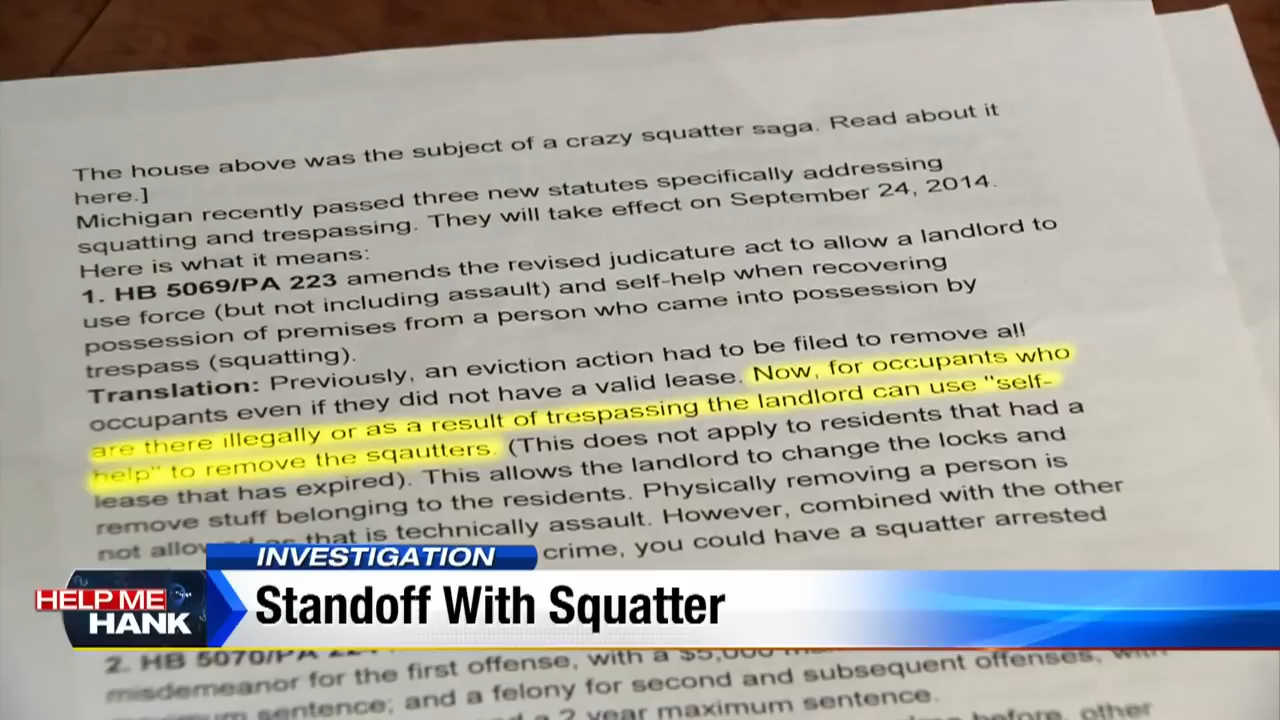 The house above was the subject of a crazy squatter saga. Read about it
here.]
Michigan recently passed three new statutes specifically addressing
squatting and trespassing. They will take effect on September 24, 2014.
Here is what it means:
1. HB 5069/PA 223 amends the revised judicature act to allow a landlord to
use force (but not including assault) and self-help when recovering
possession of premises from a person who came into possession by
trespass (squatting).
Translation: Previously, an eviction action had to be filed to remove all
occupants even if they did not have a valid lease. Now, for occupants who
are there illegally or as a result of trespassing the landlord can use "self-
help" to remove the sqautters. (This does not apply to residents that had a
lease that has expired). This allows the landlord to change the locks and
remove stuff belonging to the residents. Physically removing a person is
not that is technically assault. However, combined with the other
crime, you could have a squatter arrested
INVESTIGATION
HELP ME
HANK
Standoff With Squatter
2. HB 5070/PA
misdemeanor for the first offense, with a $5,000
sentence; and a felony for second and subsequent offenses, with
a 2 year maximum sentence.
before, other